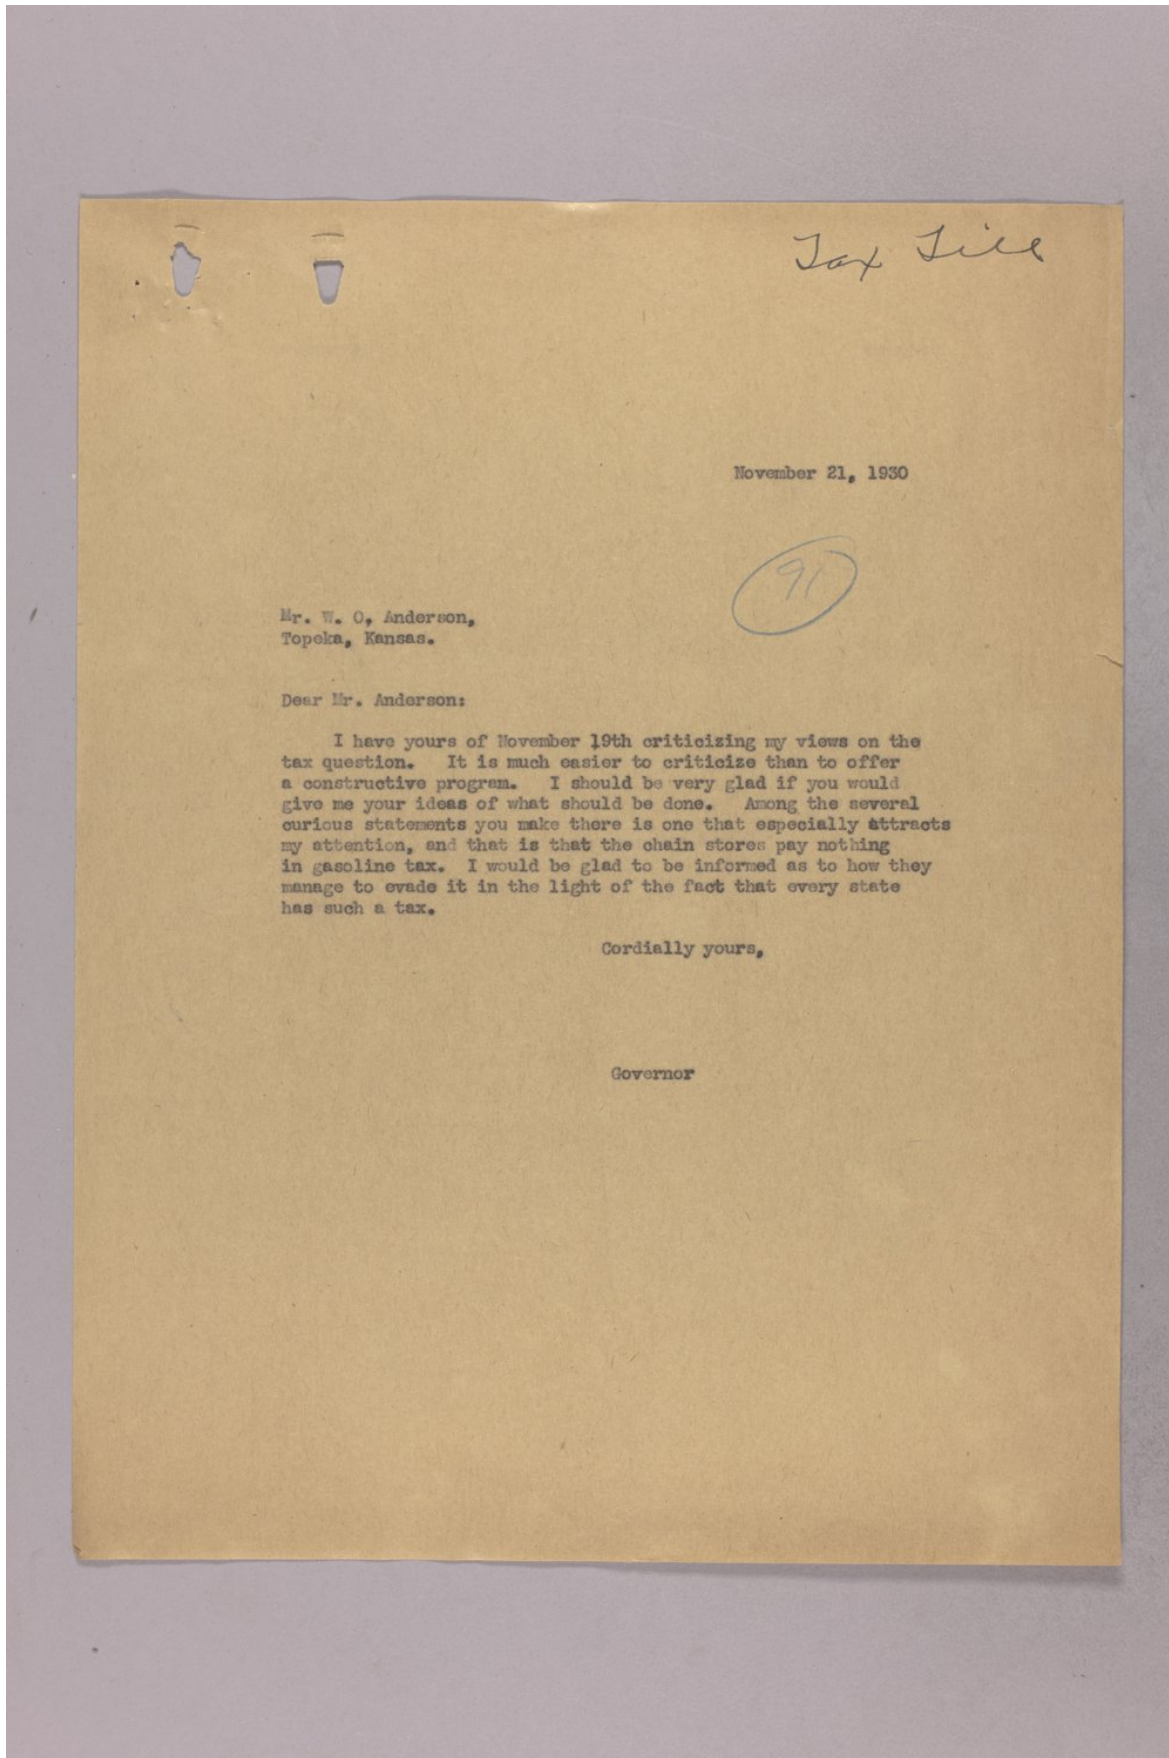 Tax File
November 21, 1930
91
Mr. W. O. Anderson,
Topeka, Kansas.
Dear Mr. Anderson:
I have yours of November 19th criticizing my views on the
tax question. It is much easier to criticize than to offer
a constructive program. I should be very glad if you would
give me your ideas of what should be done. Among the several
curious statements you make there is one that especially attracts
my attention, and that is that the chain stores pay nothing
in gasoline tax. I would be glad to be informed as to how they
manage to evade it in the light of the fact that every state
has such a tax.
Cordially yours,
Governor